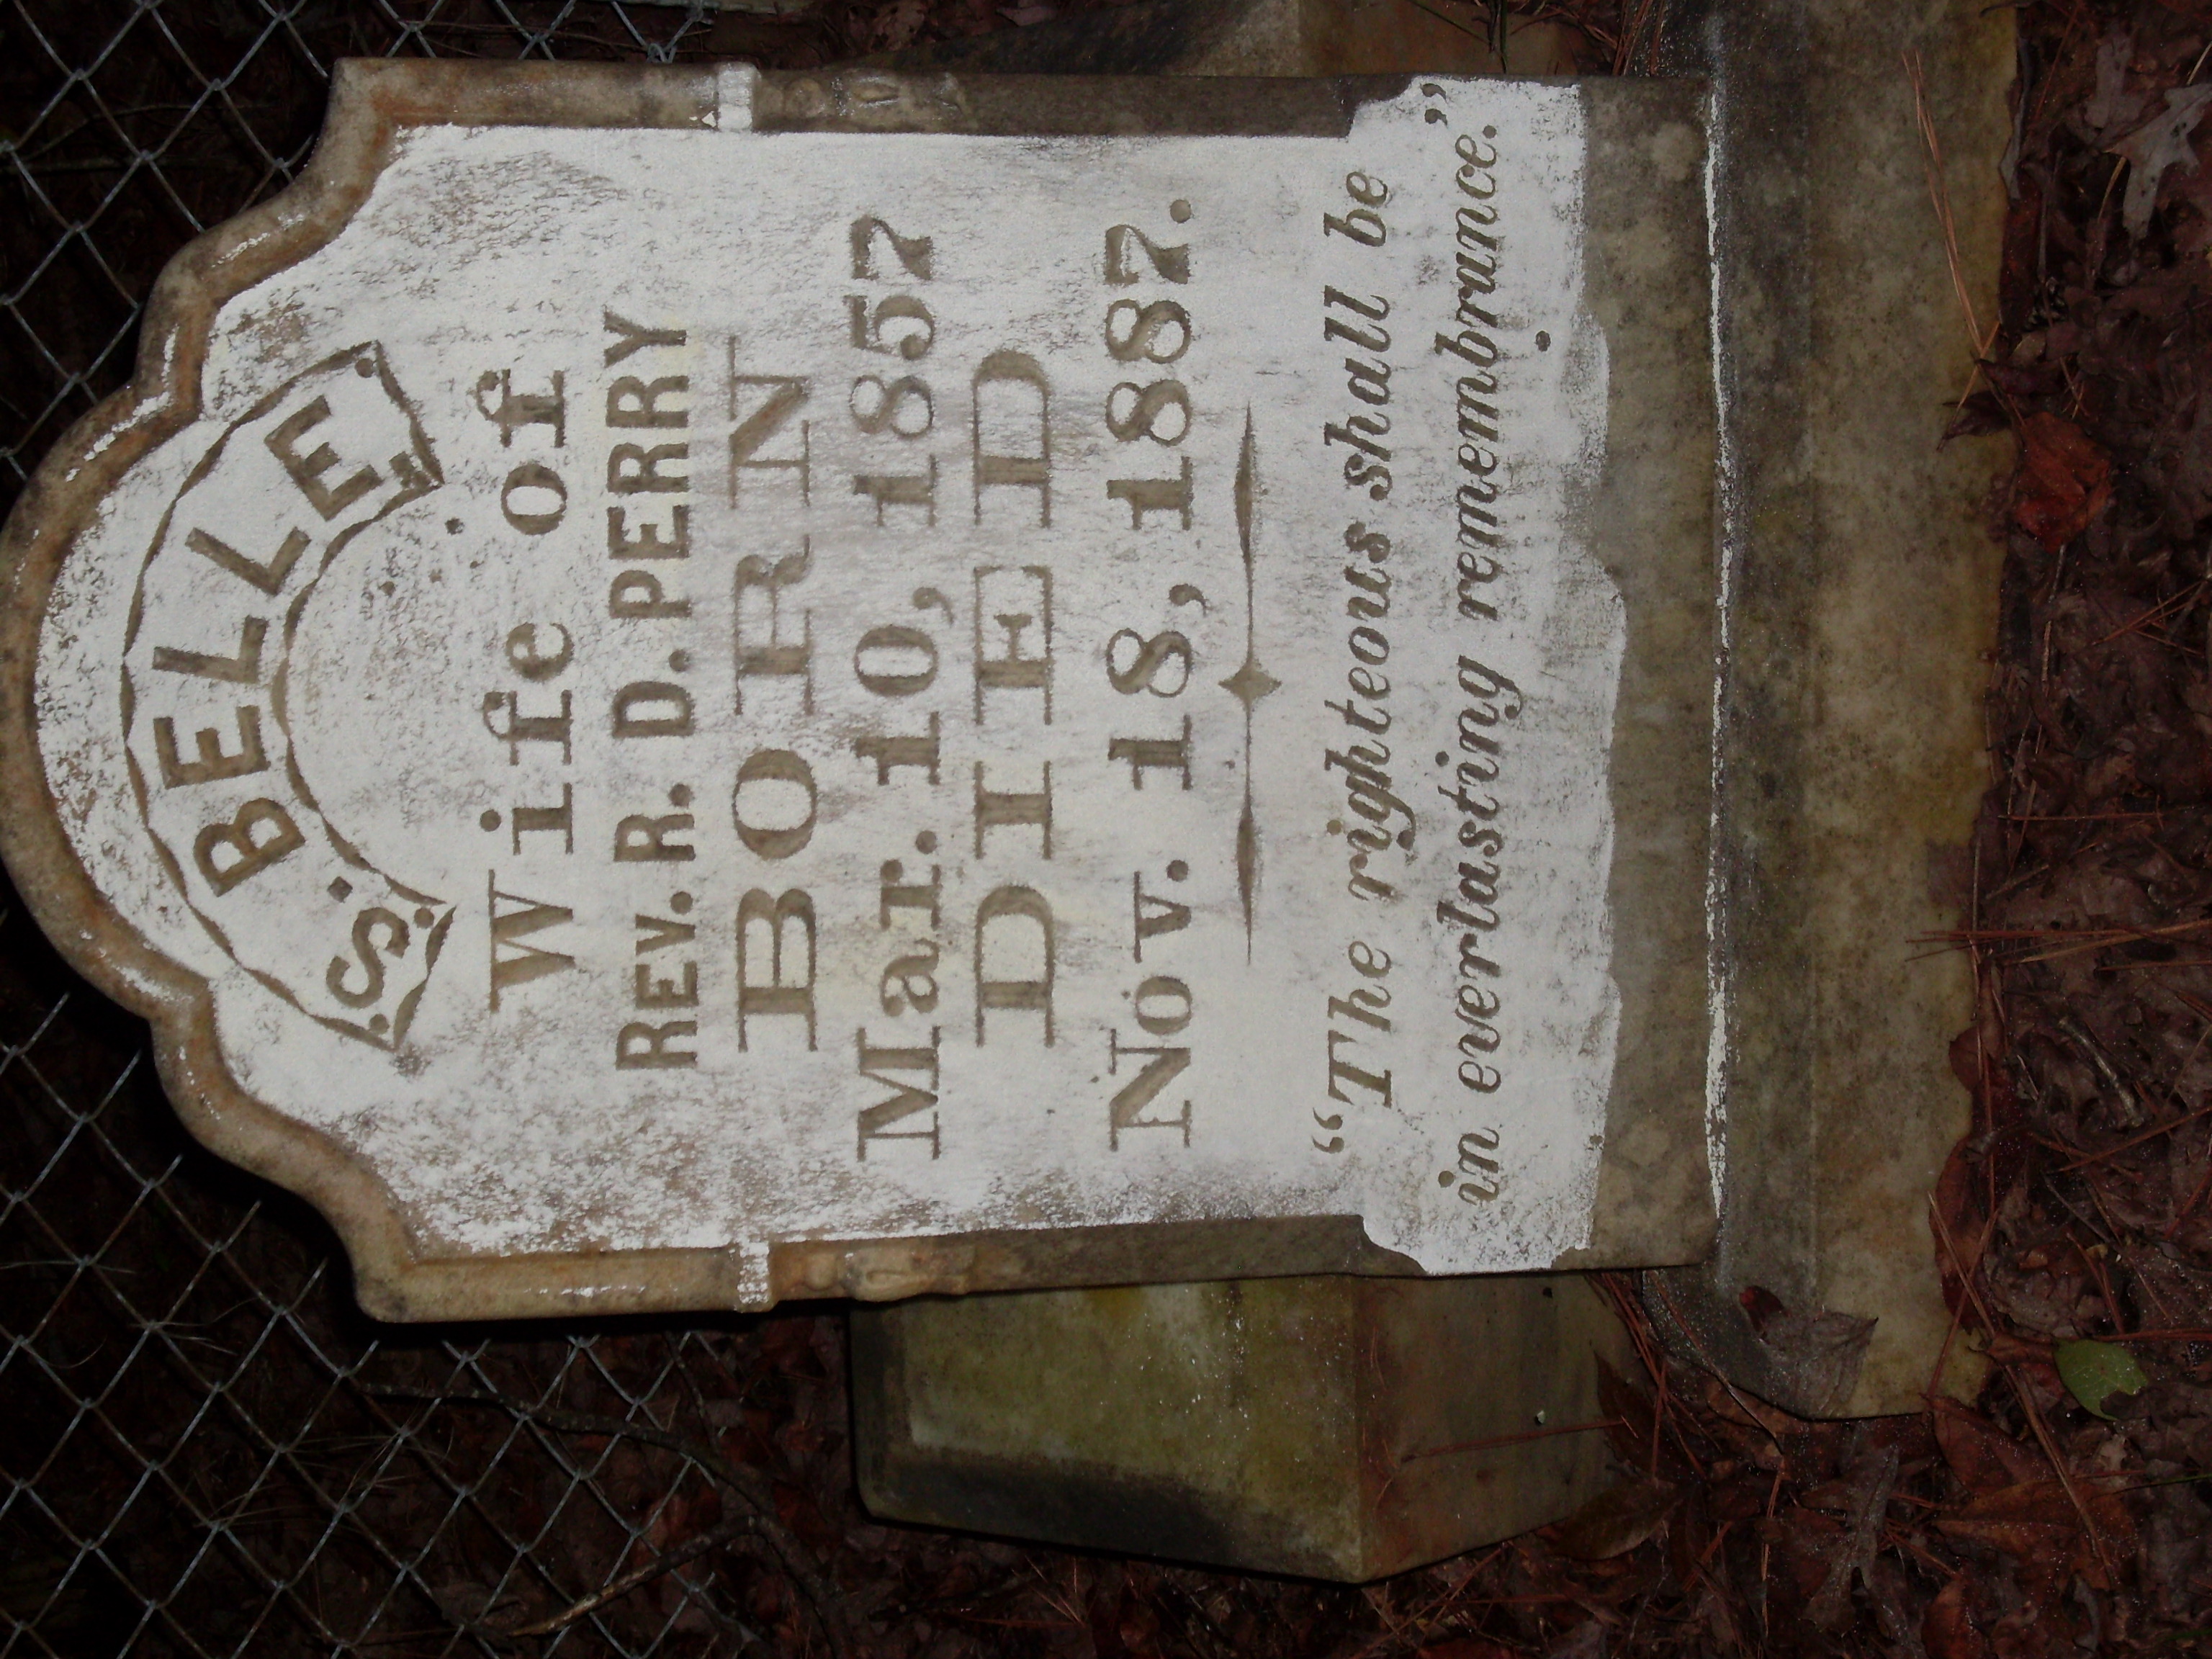 S. BELLE
Wife of
REV. R. D. PERRY
BORN
Mar. 10, 1857
DIED
Nov. 18, 1887.
"The righteous shall be
in everlasting remembrance."